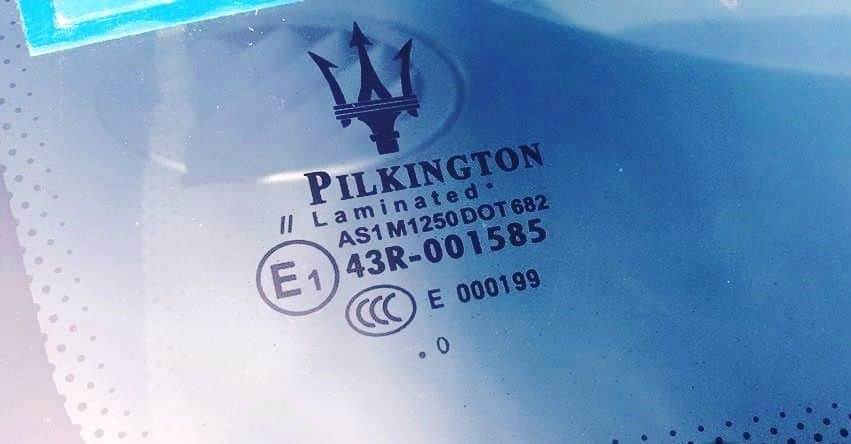 PILKINGTON
// Laminated
AS1 M1250 DOT 682
E1 43R-001585
CCC E 000199
. 0